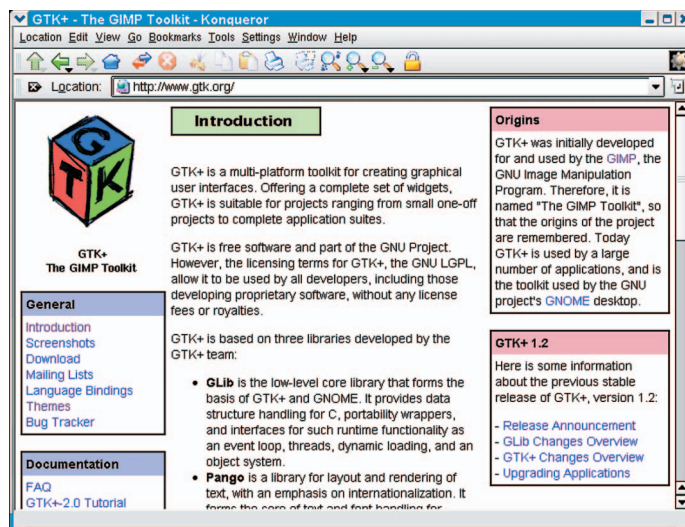 GTK+ - The GIMP Toolkit - Konqueror
Location Edit View Go Bookmarks Tools Settings Window Help
Location: http://www.gtk.org/
G
T
K
GTK+
The GIMP Toolkit
General
Introduction
Screenshots
Download
Mailing Lists
Language Bindings
Themes
Bug Tracker
Documentation
FAQ
GTK+-2.0 Tutorial
Introduction
GTK+ is a multi-platform toolkit for creating graphical
user interfaces. Offering a complete set of widgets,
GTK+ is suitable for projects ranging from small one-off
projects to complete application suites.
GTK+ is free software and part of the GNU Project.
However, the licensing terms for GTK+, the GNU LGPL,
allow it to be used by all developers, including those
developing proprietary software, without any license
fees or royalties.
GTK+ is based on three libraries developed by the
GTK+ team:
• GLib is the low-level core library that forms the
basis of GTK+ and GNOME. It provides data
structure handling for C, portability wrappers,
and interfaces for such runtime functionality as
an event loop, threads, dynamic loading, and an
object system.
• Pango is a library for layout and rendering of
text, with an emphasis on internationalization. It
forms the core of text and font handling for
Origins
GTK+ was initially developed
for and used by the GIMP, the
GNU Image Manipulation
Program. Therefore, it is
named "The GIMP Toolkit", so
that the origins of the project
are remembered. Today
GTK+ is used by a large
number of applications, and is
the toolkit used by the GNU
project's GNOME desktop.
GTK+ 1.2
Here is some information
about the previous stable
release of GTK+, version 1.2:
- Release Announcement
- GLib Changes Overview
- GTK+ Changes Overview
- Upgrading Applications